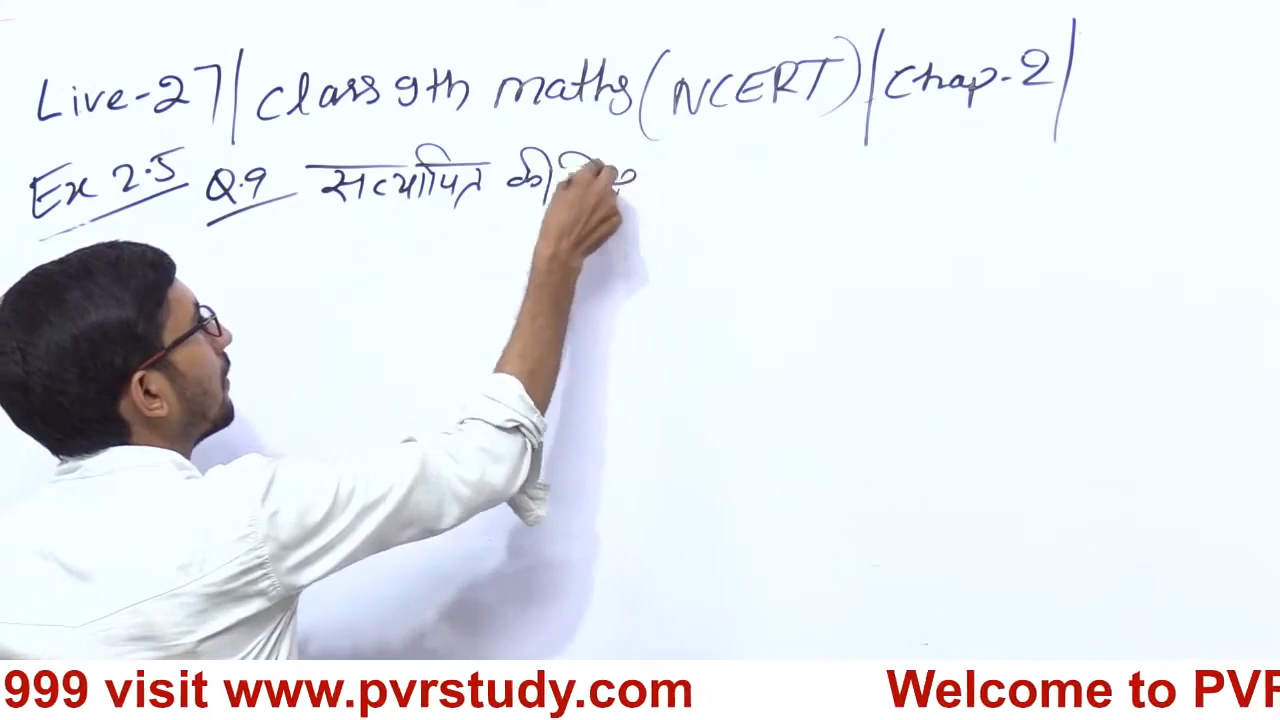 Live-27| Class 9th maths (NCERT) | Chap-2|
Ex 2.5 Q.9 सत्यापित की
999 visit www.pvrstudy.com Welcome to PVR